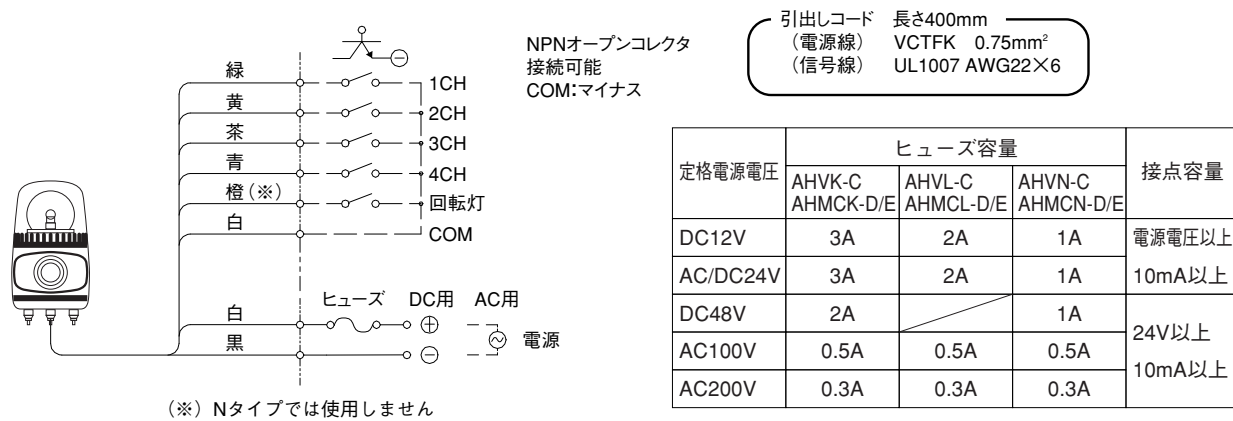 NPNオープンコレクタ
接続可能
COM：マイナス
引出しコード 長さ400mm
（電源線） VCTFK 0.75mm²
（信号線） UL1007 AWG22×6
緑
1CH
黄
2CH
茶
3CH
青
4CH
橙（※）
回転灯
白
COM
ヒューズ DC用 AC用
白
⊕
電源
黒
⊖
（※）Nタイプでは使用しません
定格電源電圧 ヒューズ容量 接点容量
AHVK-C AHVL-C AHVN-C
AHMCK-D/E AHMCL-D/E AHMCN-D/E
DC12V 3A 2A 1A 電源電圧以上
AC/DC24V 3A 2A 1A 10mA以上
DC48V 2A 1A
24V以上
AC100V 0.5A 0.5A 0.5A
10mA以上
AC200V 0.3A 0.3A 0.3A